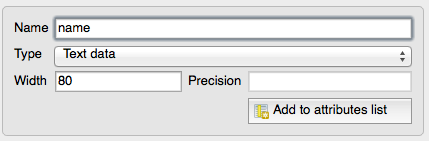 Name name
Type Text data
Width 80 Precision
Add to attributes list